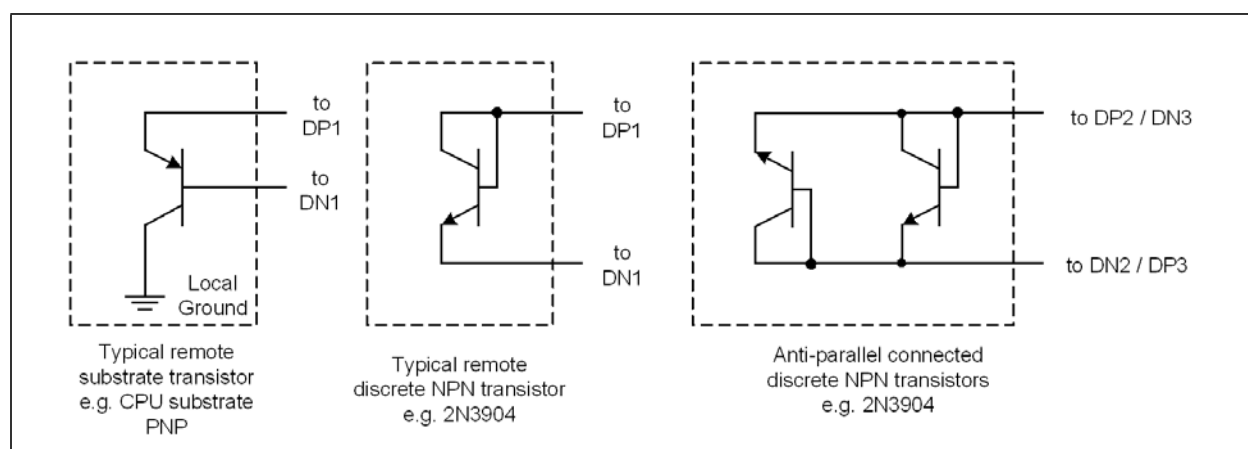 to
DP1
to
DN1
Local
Ground
Typical remote
substrate transistor
e.g. CPU substrate
PNP
to
DP1
to
DN1
Typical remote
discrete NPN transistor
e.g. 2N3904
to DP2 / DN3
to DN2 / DP3
Anti-parallel connected
discrete NPN transistors
e.g. 2N3904